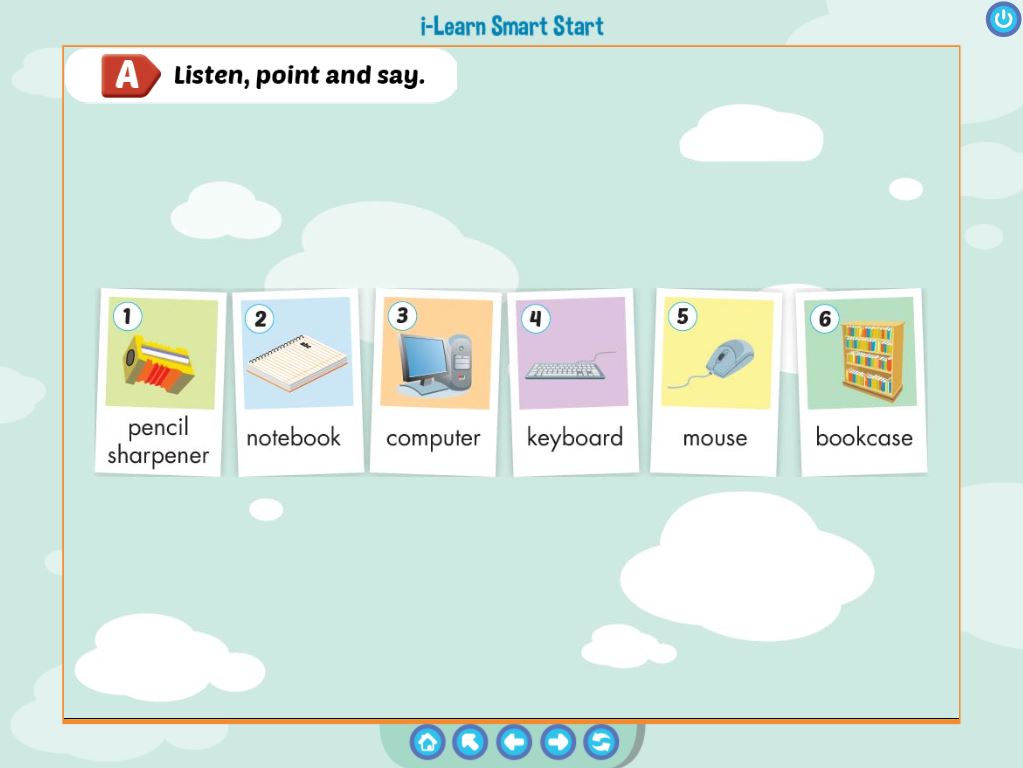 i-Learn Smart Start
A Listen, point and say.
1
2
3
4
5
6
pencil
sharpener
notebook
computer
keyboard
mouse
bookcase